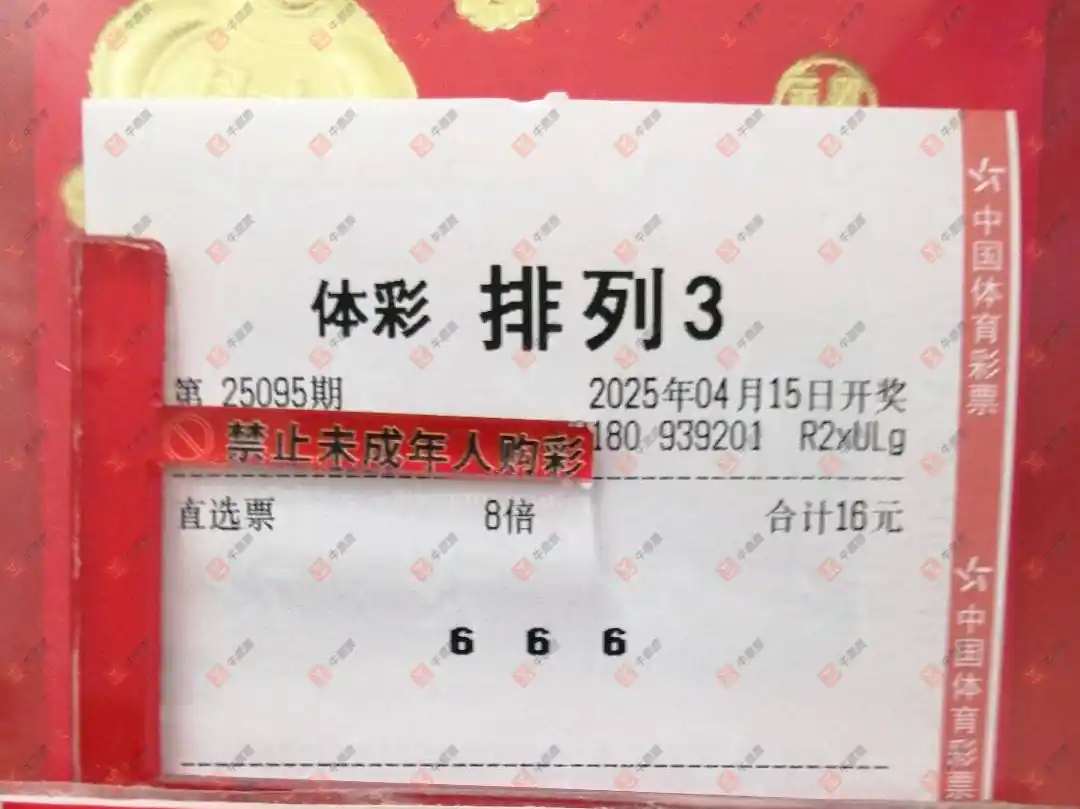 体彩 排列3
第 25095期 2025年04月15日开奖
180 939201 R2xULg
禁止未成年人购彩
直选票 8倍 合计16元
6 6 6
中国体育彩票
中国体育彩票
牛嘉晨